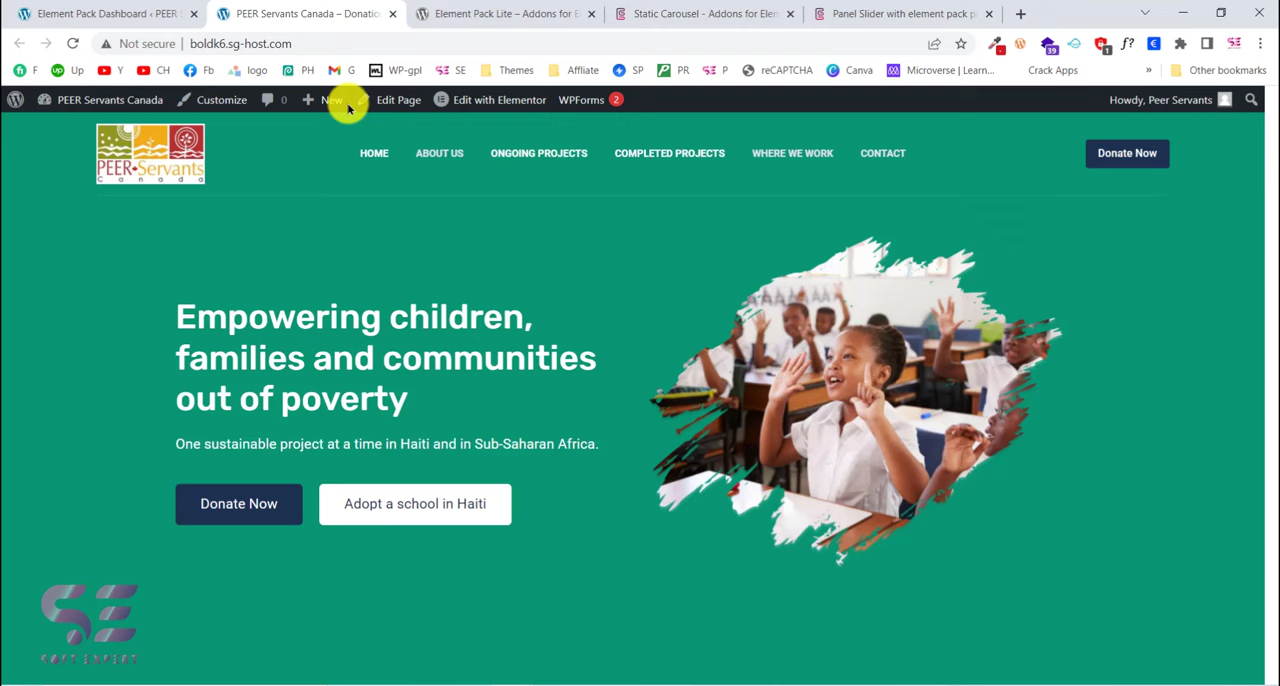 Element Pack Dashboard ‹ PEER S
PEER Servants Canada – Donatio
Element Pack Lite – Addons for E
Static Carousel - Addons for Elem
Panel Slider with element pack p
Not secure | boldk6.sg-host.com
39
1
f?
F
Up
Y
CH
Fb
logo
PH
G
WP-gpl
SE
Themes
Affliate
SP
PR
P
reCAPTCHA
Canva
Microverse | Learn...
Crack Apps
»
Other bookmarks
PEER Servants Canada
Customize
0
New
Edit Page
Edit with Elementor
WPForms 2
Howdy, Peer Servants
PEER Servants
Canada
HOME
ABOUT US
ONGOING PROJECTS
COMPLETED PROJECTS
WHERE WE WORK
CONTACT
Donate Now
Empowering children,
families and communities
out of poverty
One sustainable project at a time in Haiti and in Sub-Saharan Africa.
Donate Now
Adopt a school in Haiti
SE
SOFT EXPERT